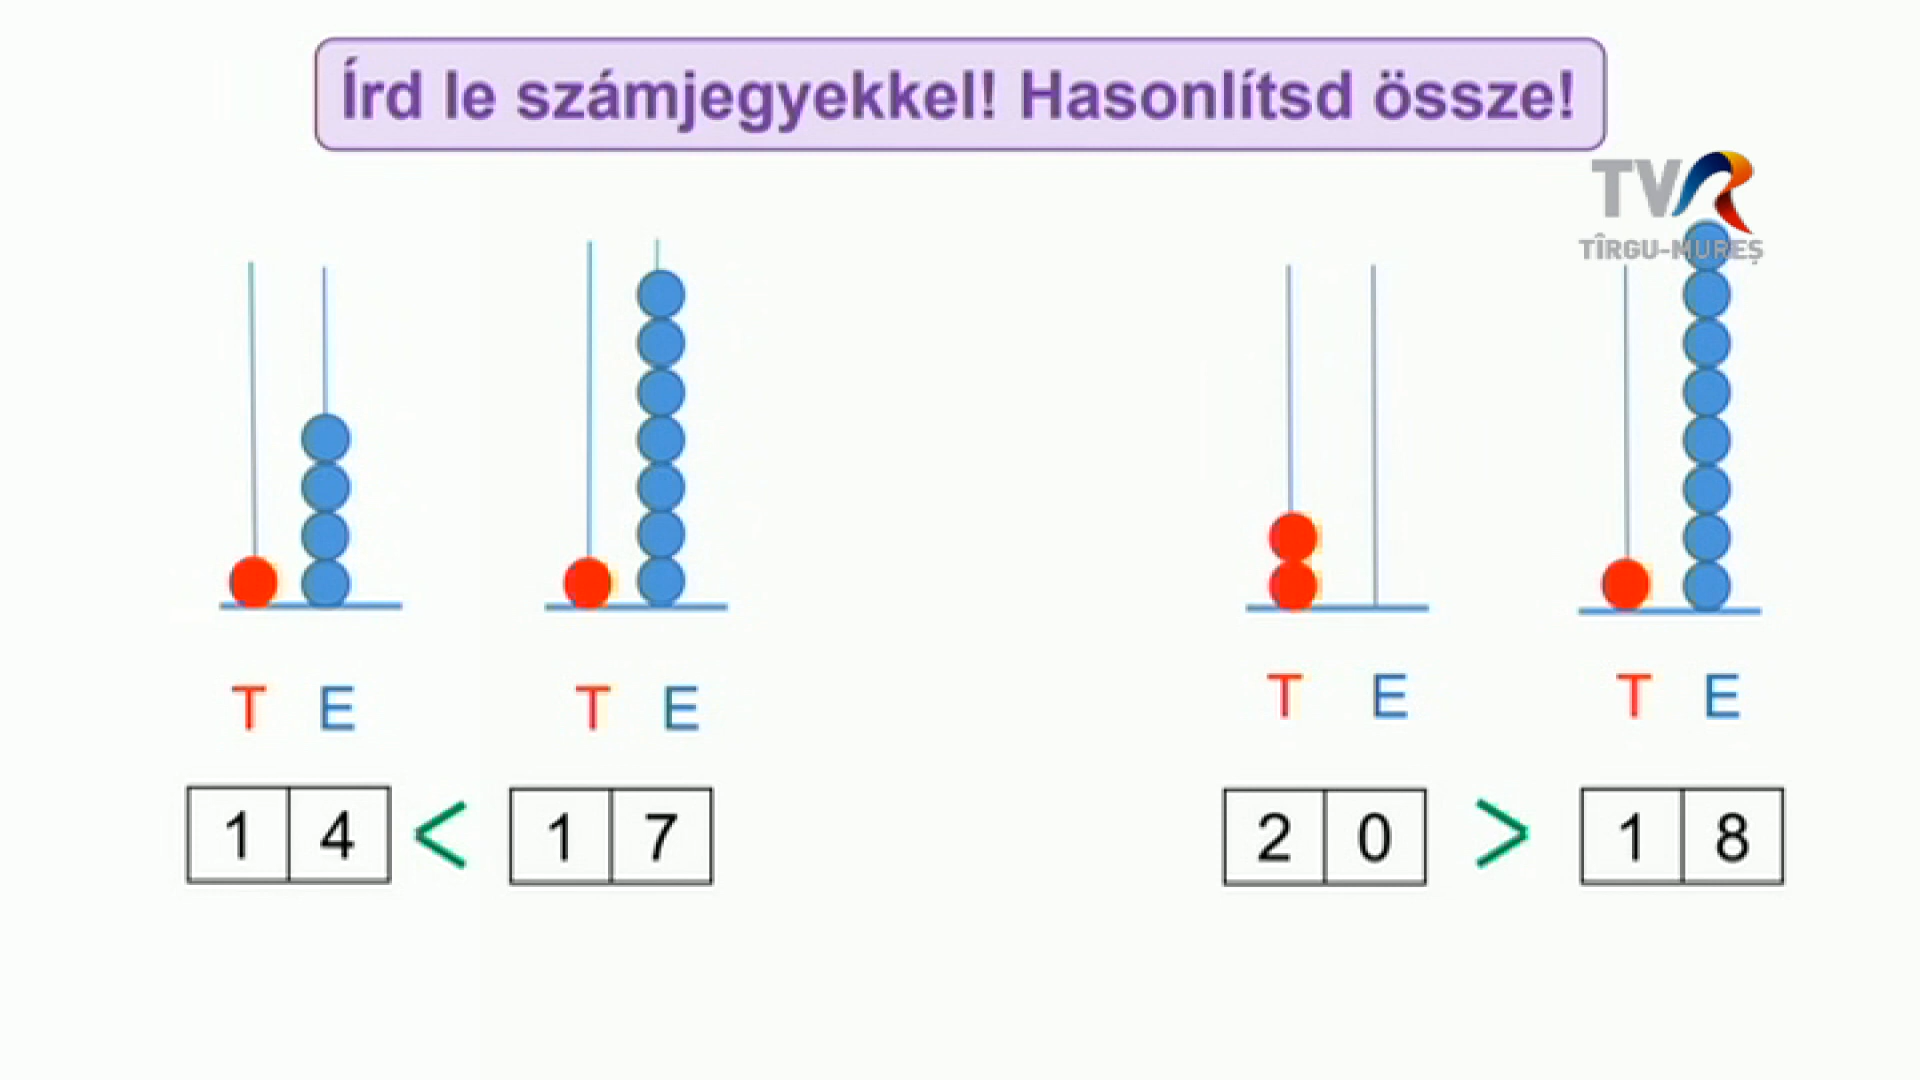 Írd le számjegyekkel! Hasonlítsd össze!
TVR
TÎRGU-MUREȘ
T E T E T E T E
1 4 < 1 7 2 0 > 1 8